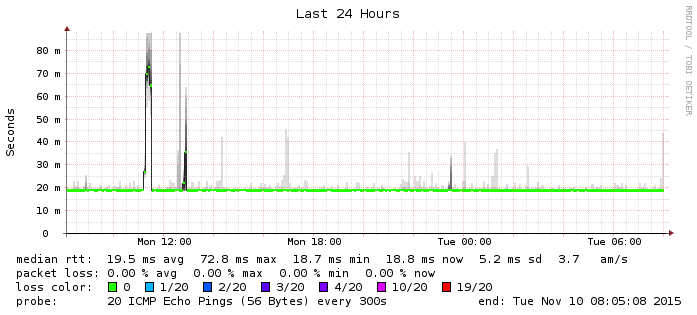 Last 24 Hours
RRDTOOL / TOBI OETIKER
Seconds
80 m
70 m
60 m
50 m
40 m
30 m
20 m
10 m
0
Mon 12:00 Mon 18:00 Tue 00:00 Tue 06:00
median rtt: 19.5 ms avg 72.8 ms max 18.7 ms min 18.8 ms now 5.2 ms sd 3.7 am/s
packet loss: 0.00 % avg 0.00 % max 0.00 % min 0.00 % now
loss color: 0 1/20 2/20 3/20 4/20 10/20 19/20
probe: 20 ICMP Echo Pings (56 Bytes) every 300s end: Tue Nov 10 08:05:08 2015